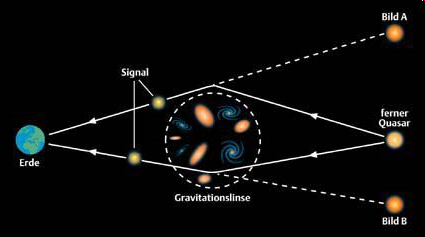 Bild A
Signal
ferner
Quasar
Erde
Gravitationslinse
Bild B